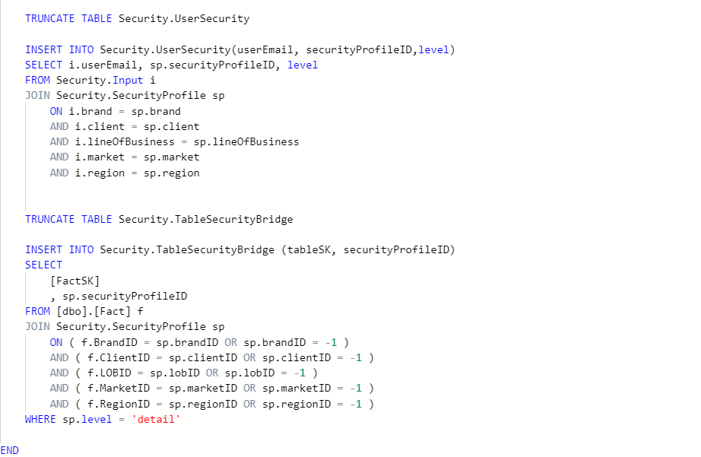 TRUNCATE TABLE Security.UserSecurity
INSERT INTO Security.UserSecurity(userEmail, securityProfileID,level)
SELECT i.userEmail, sp.securityProfileID, level
FROM Security.Input i
JOIN Security.SecurityProfile sp
ON i.brand = sp.brand
AND i.client = sp.client
AND i.lineOfBusiness = sp.lineOfBusiness
AND i.market = sp.market
AND i.region = sp.region
TRUNCATE TABLE Security.TableSecurityBridge
INSERT INTO Security.TableSecurityBridge (tableSK, securityProfileID)
SELECT
[FactSK]
, sp.securityProfileID
FROM [dbo].[Fact] f
JOIN Security.SecurityProfile sp
ON ( f.BrandID = sp.brandID OR sp.brandID = -1 )
AND ( f.ClientID = sp.clientID OR sp.clientID = -1 )
AND ( f.LOBID = sp.lobID OR sp.lobID = -1 )
AND ( f.MarketID = sp.marketID OR sp.marketID = -1 )
AND ( f.RegionID = sp.regionID OR sp.regionID = -1 )
WHERE sp.level = 'detail'
END